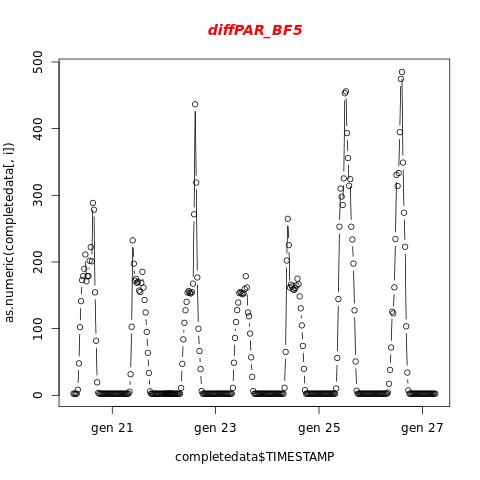 diffPAR_BF5
as.numeric(completedata[, i])
500
400
300
200
100
0
gen 21 gen 23 gen 25 gen 27
completedata$TIMESTAMP